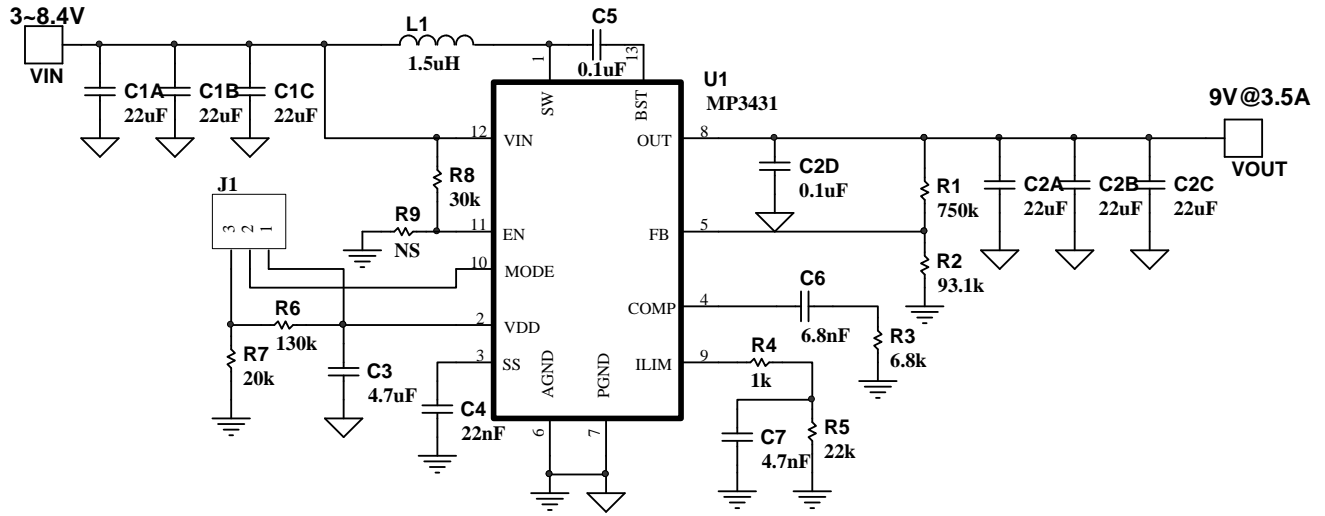 3~8.4V
VIN
C1A
22uF
C1B
22uF
C1C
22uF
L1
1.5uH
C5
0.1uF
1
13
SW
BST
U1
MP3431
12
VIN
OUT
8
R8
30k
J1
3
2
1
R9
NS
11
EN
10
MODE
FB
5
R6
130k
2
VDD
COMP
4
R7
20k
C3
4.7uF
3
SS
ILIM
9
C4
22nF
AGND
PGND
6
7
C2D
0.1uF
R1
750k
R2
93.1k
C2A
22uF
C2B
22uF
C2C
22uF
9V@3.5A
VOUT
C6
6.8nF
R3
6.8k
R4
1k
C7
4.7nF
R5
22k